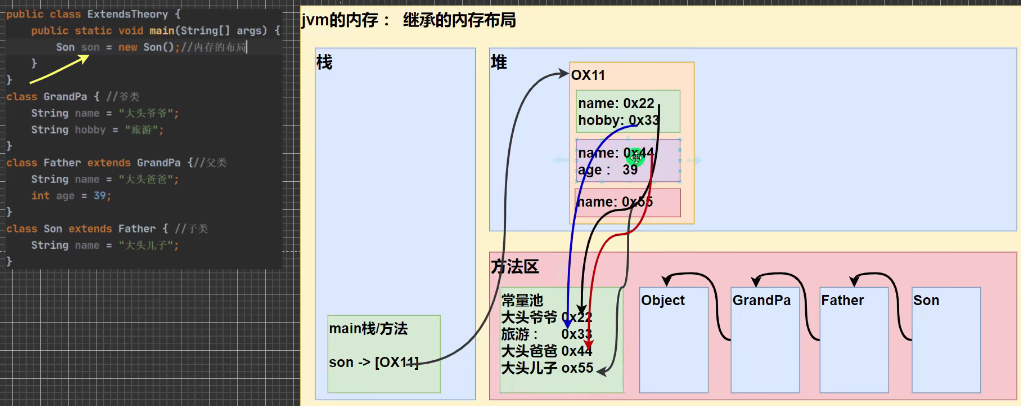 public class ExtendsTheory {
public static void main(String[] args) {
Son son = new Son();//内存的布局
}
}
class GrandPa { //爷类
String name = "大头爷爷";
String hobby = "旅游";
}
class Father extends GrandPa {//父类
String name = "大头爸爸";
int age = 39;
}
class Son extends Father { //子类
String name = "大头儿子";
}
jvm的内存： 继承的内存布局
栈
main栈/方法
son -> [OX11]
堆
OX11
name: 0x22
hobby: 0x33
name: 0x44
age : 39
name: 0x55
方法区
常量池
大头爷爷 0x22
旅游： 0x33
大头爸爸 0x44
大头儿子 ox55
Object
GrandPa
Father
Son